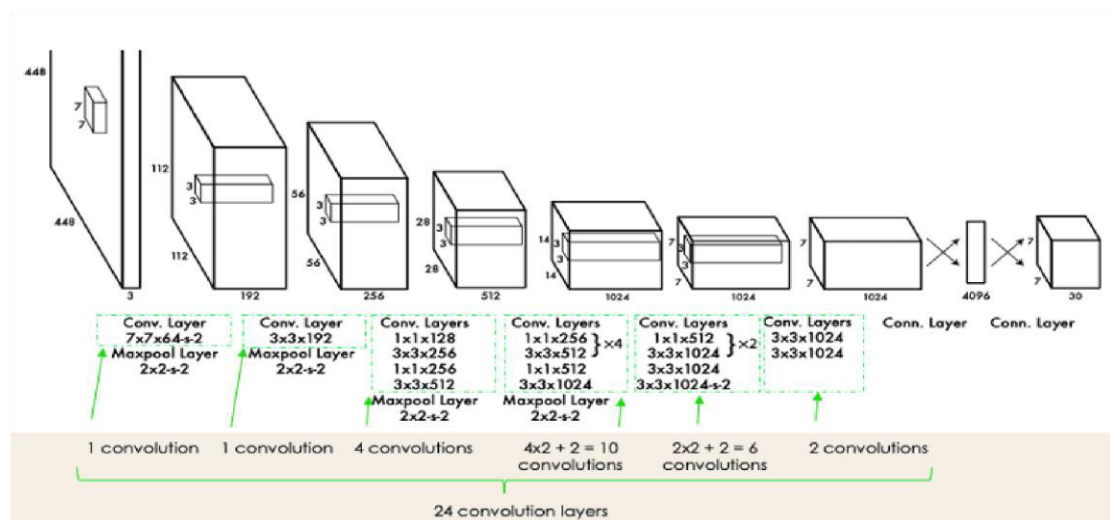 448
448
7
7
3
112
112
3
3
192
56
56
3
3
256
28
28
3
3
512
14
14
3
3
1024
7
7
3
3
1024
7
7
1024
4096
7
7
30
Conv. Layer
7x7x64-s-2
Maxpool Layer
2x2-s-2
Conv. Layer
3x3x192
Maxpool Layer
2x2-s-2
Conv. Layers
1x1x128
3x3x256
1x1x256
3x3x512
Maxpool Layer
2x2-s-2
Conv. Layers
1x1x256
3x3x512 } ×4
1x1x512
3x3x1024
Maxpool Layer
2x2-s-2
Conv. Layers
1x1x512
3x3x1024 } ×2
3x3x1024
3x3x1024-s-2
Conv. Layers
3x3x1024
3x3x1024
Conn. Layer
Conn. Layer
1 convolution
1 convolution
4 convolutions
4x2 + 2 = 10
convolutions
2x2 + 2 = 6
convolutions
2 convolutions
24 convolution layers